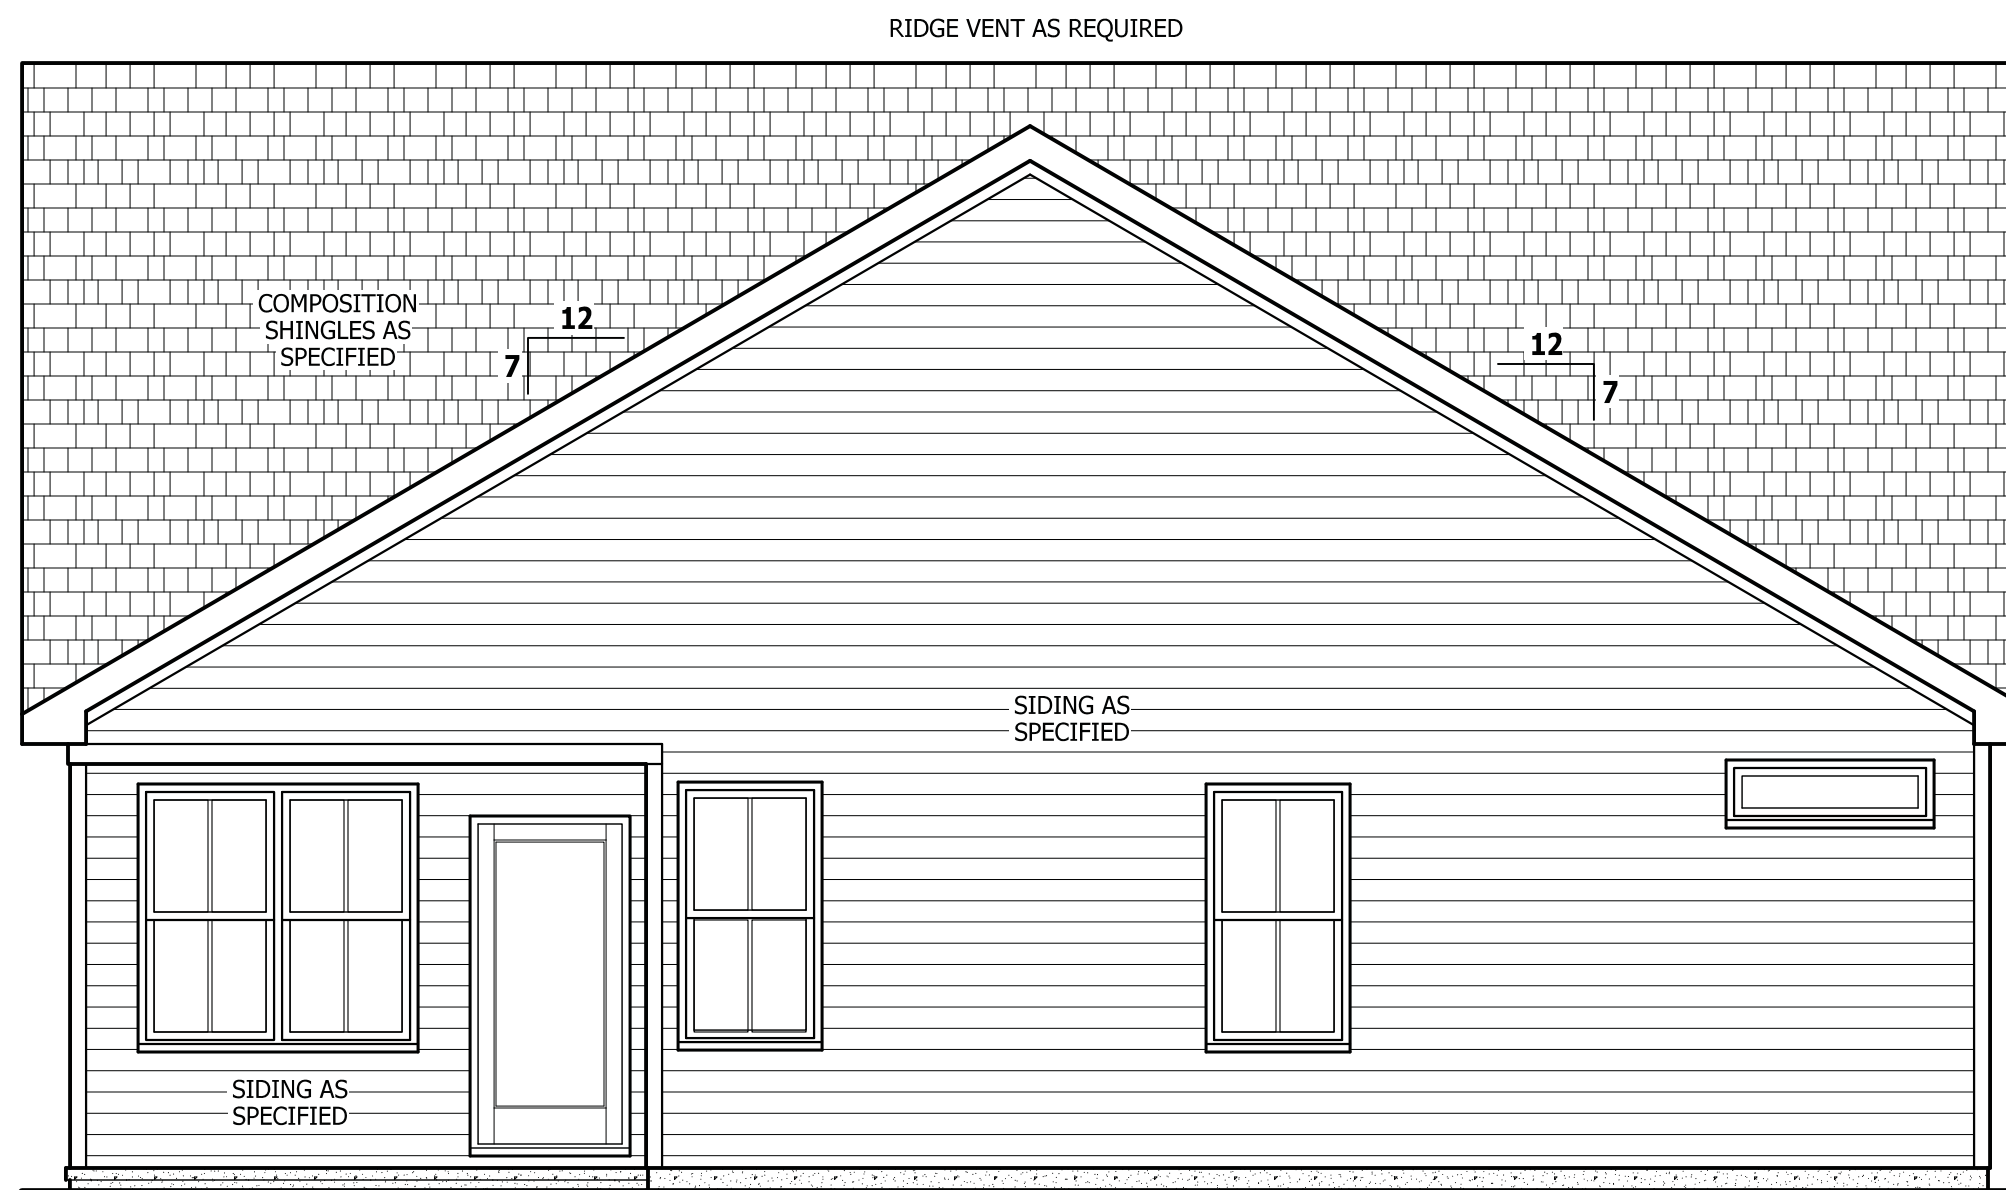 RIDGE VENT AS REQUIRED
COMPOSITION
SHINGLES AS
SPECIFIED
12
7
12
7
SIDING AS
SPECIFIED
SIDING AS
SPECIFIED